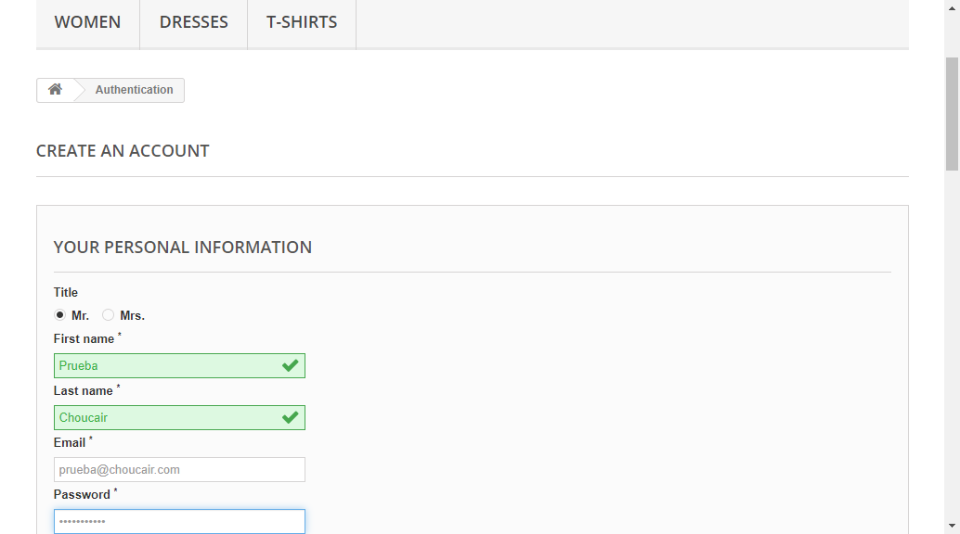 WOMEN DRESSES T-SHIRTS
Authentication
CREATE AN ACCOUNT
YOUR PERSONAL INFORMATION
Title
Mr. Mrs.
First name *
Prueba
Last name *
Choucair
Email *
prueba@choucair.com
Password *
•••••••••••